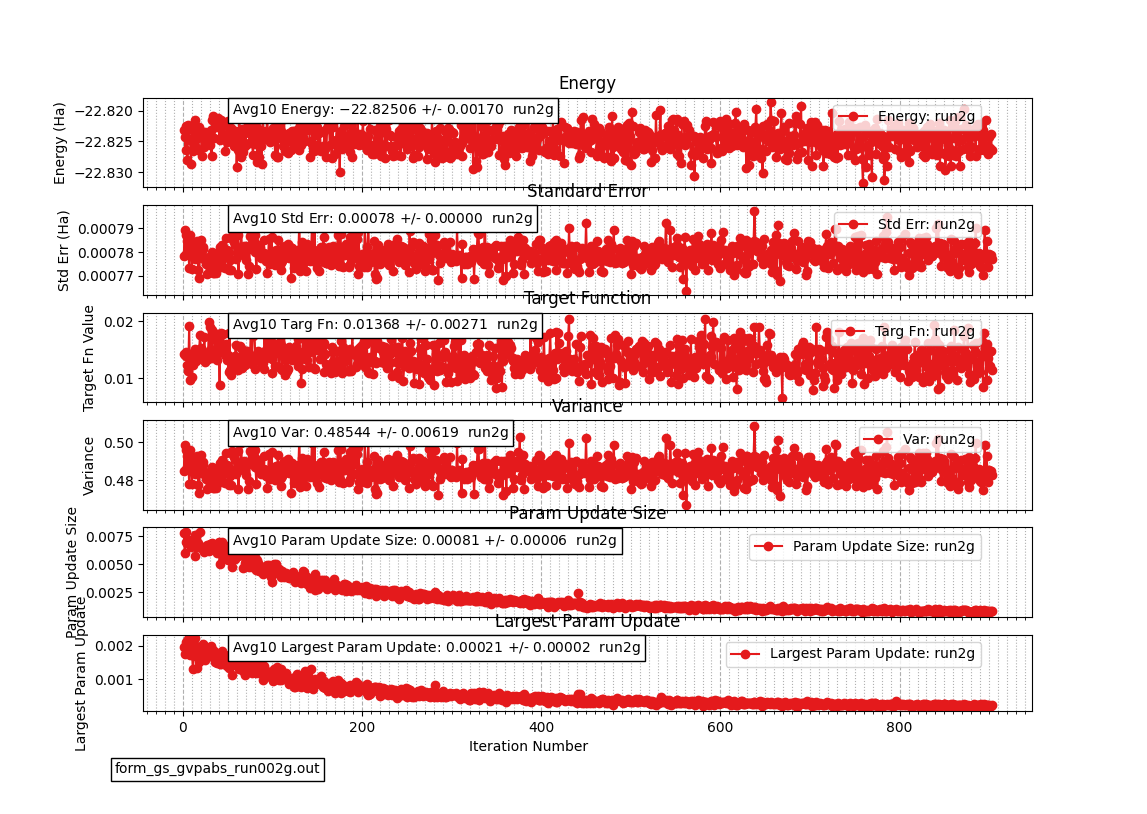 Energy
−22.820
−22.825
−22.830
Energy (Ha)
Avg10 Energy: −22.82506 +/- 0.00170  run2g
Energy: run2g
Standard Error
0.00079
0.00078
0.00077
Std Err (Ha)
Avg10 Std Err: 0.00078 +/- 0.00000  run2g
Std Err: run2g
Target Function
0.02
0.01
Target Fn Value
Avg10 Targ Fn: 0.01368 +/- 0.00271  run2g
Targ Fn: run2g
Variance
0.50
0.48
Variance
Avg10 Var: 0.48544 +/- 0.00619  run2g
Var: run2g
Param Update Size
0.0075
0.0050
0.0025
Param Update Size
Avg10 Param Update Size: 0.00081 +/- 0.00006  run2g
Param Update Size: run2g
Largest Param Update
0.002
0.001
Largest Param Update
Avg10 Largest Param Update: 0.00021 +/- 0.00002  run2g
Largest Param Update: run2g
0 200 400 600 800
Iteration Number
form_gs_gvpabs_run002g.out